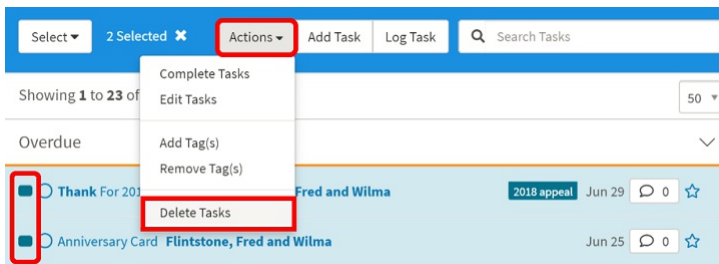 Select 2 Selected ✖ Actions Add Task Log Task Search Tasks
Complete Tasks
Showing 1 to 23 of Edit Tasks 50
Overdue Add Tag(s)
Remove Tag(s)
Thank For 201 Fred and Wilma 2018 appeal Jun 29 0
Delete Tasks
Anniversary Card Flintstone, Fred and Wilma Jun 25 0